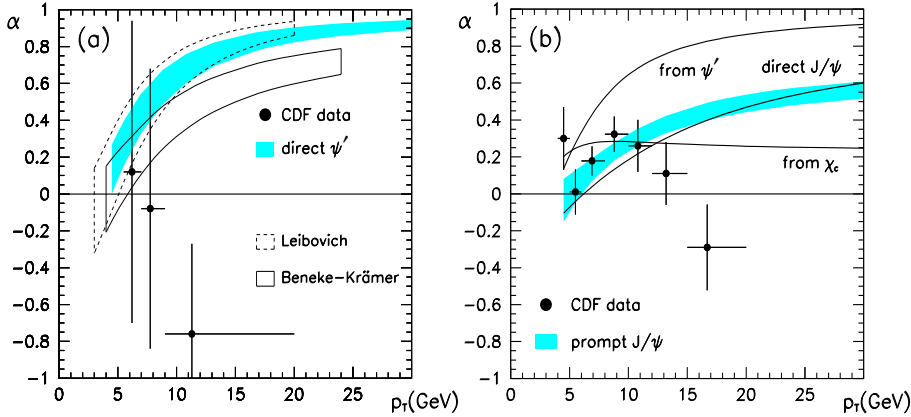 α
(a)
1
0.8
0.6
0.4
0.2
0
-0.2
-0.4
-0.6
-0.8
-1
CDF data
direct ψ′
Leibovich
Beneke−Krämer
0 5 10 15 20 25
p_T(GeV)
α
(b)
1
0.8
0.6
0.4
0.2
0
-0.2
-0.4
-0.6
-0.8
-1
from ψ′
direct J/ψ
from χ_c
CDF data
prompt J/ψ
0 5 10 15 20 25
p_T(GeV)